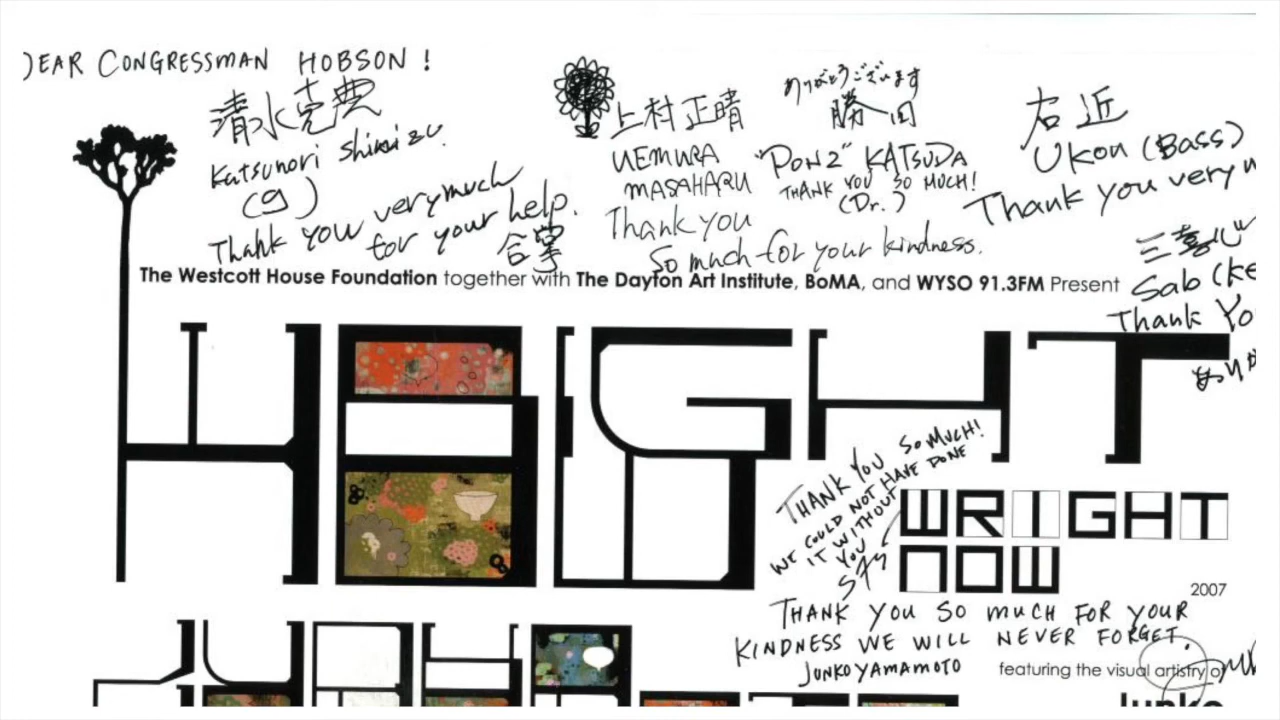 DEAR CONGRESSMAN HOBSON!
清水克典
Katsunori Shimizu
(g)
Thank you very much
for your help.
合掌
上村正晴
UEMURA
MASAHARU
Thank you
So much for your kindness.
ありがとうございます
勝田
"PON2" KATSUDA
THANK YOU SO MUCH!
(Dr.)
右近
Ukon (Bass)
Thank you very
Sab (Ke
Thank Yo
The Westcott House Foundation together with The Dayton Art Institute, BoMA, and WYSO 91.3FM Present
WRIGHT
THANK YOU SO MUCH!
WE COULD NOT HAVE DONE
IT WITHOUT
YOU
WRIGHT
NOW
2007
THANK YOU SO MUCH FOR YOUR
KINDNESS WE WILL NEVER FORGET.
JUNKO YAMAMOTO
featuring the visual artistry of
Junko